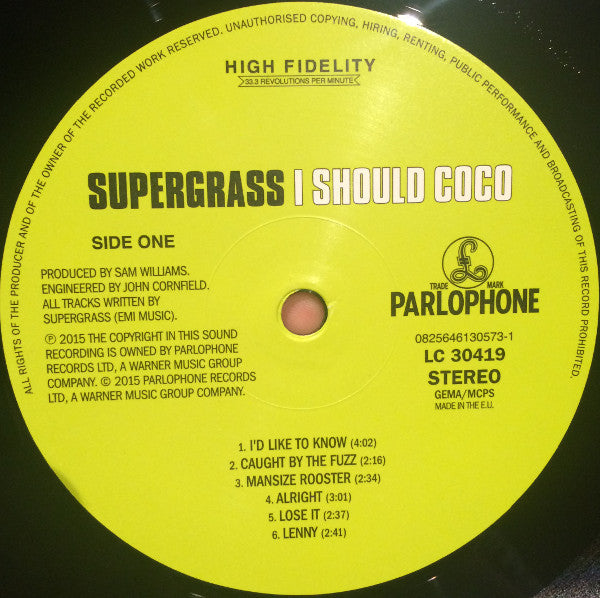 ALL RIGHTS OF THE PRODUCER AND OF THE OWNER OF THE RECORDED WORK RESERVED. UNAUTHORISED COPYING, HIRING, RENTING, PUBLIC PERFORMANCE AND BROADCASTING OF THIS RECORD PROHIBITED.
HIGH FIDELITY
33.3 REVOLUTIONS PER MINUTE
SUPERGRASS I SHOULD COCO
SIDE ONE
PRODUCED BY SAM WILLIAMS.
ENGINEERED BY JOHN CORNFIELD.
ALL TRACKS WRITTEN BY
SUPERGRASS (EMI MUSIC).
℗ 2015 THE COPYRIGHT IN THIS SOUND
RECORDING IS OWNED BY PARLOPHONE
RECORDS LTD, A WARNER MUSIC GROUP
COMPANY. © 2015 PARLOPHONE RECORDS
LTD, A WARNER MUSIC GROUP COMPANY.
£
TRADE MARK
PARLOPHONE
0825646130573-1
LC 30419
STEREO
GEMA/MCPS
MADE IN THE E.U.
1. I'D LIKE TO KNOW (4:02)
2. CAUGHT BY THE FUZZ (2:16)
3. MANSIZE ROOSTER (2:34)
4. ALRIGHT (3:01)
5. LOSE IT (2:37)
6. LENNY (2:41)